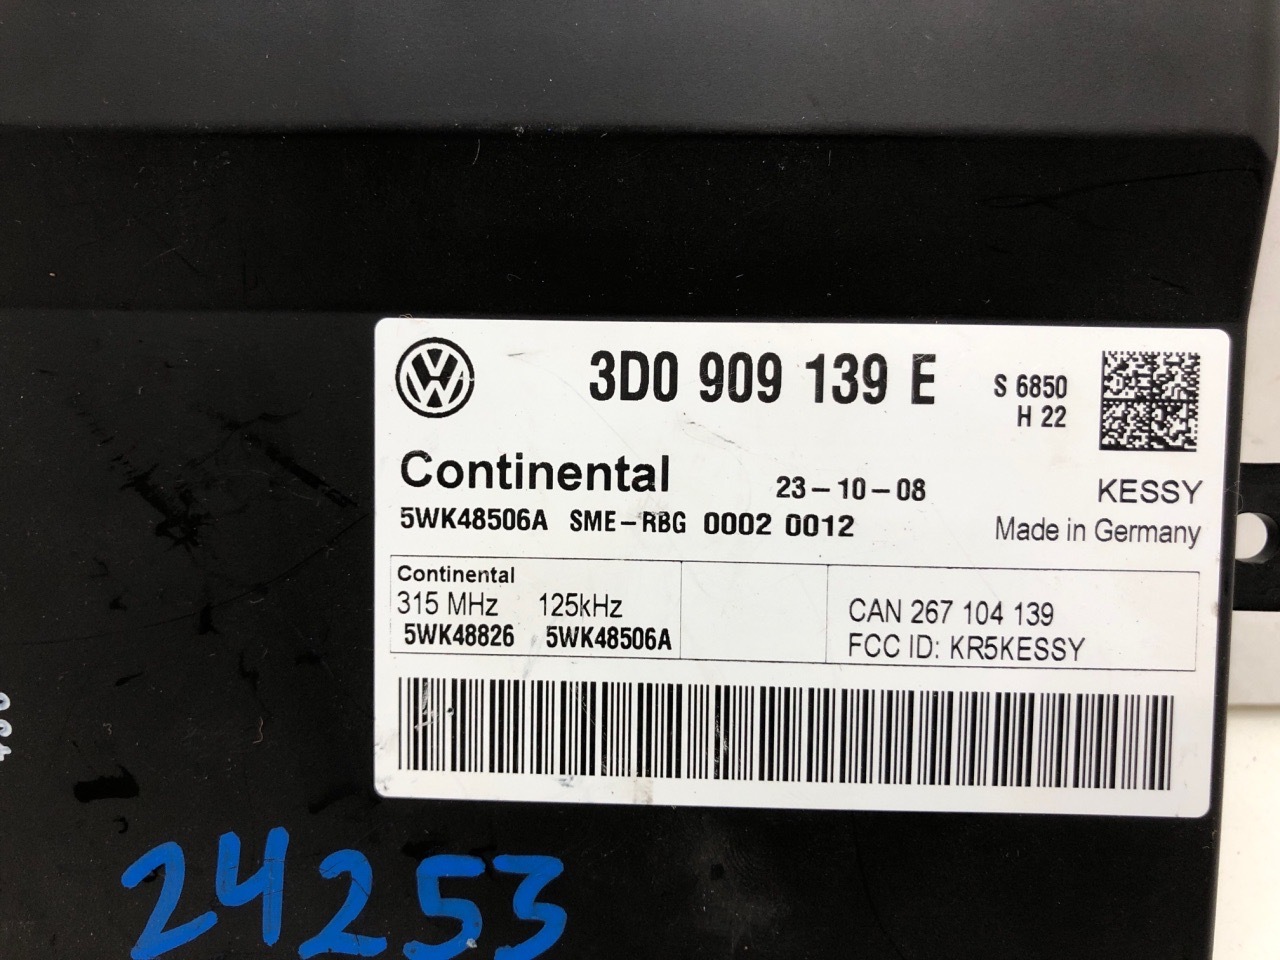 3D0 909 139 E
S 6850
H 22
Continental
23-10-08
KESSY
5WK48506A SME-RBG 0002 0012
Made in Germany
Continental
315 MHz 125kHz
5WK48826 5WK48506A
CAN 267 104 139
FCC ID: KR5KESSY
24253